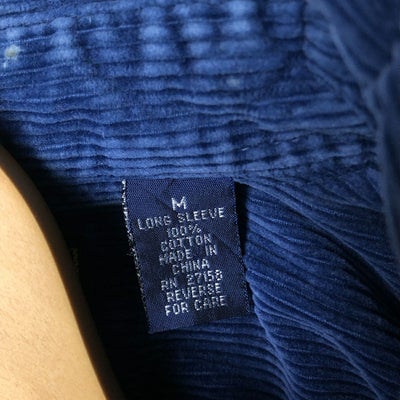 M
LONG SLEEVE
100%
COTTON
MADE IN
CHINA
RN 27158
REVERSE
FOR CARE